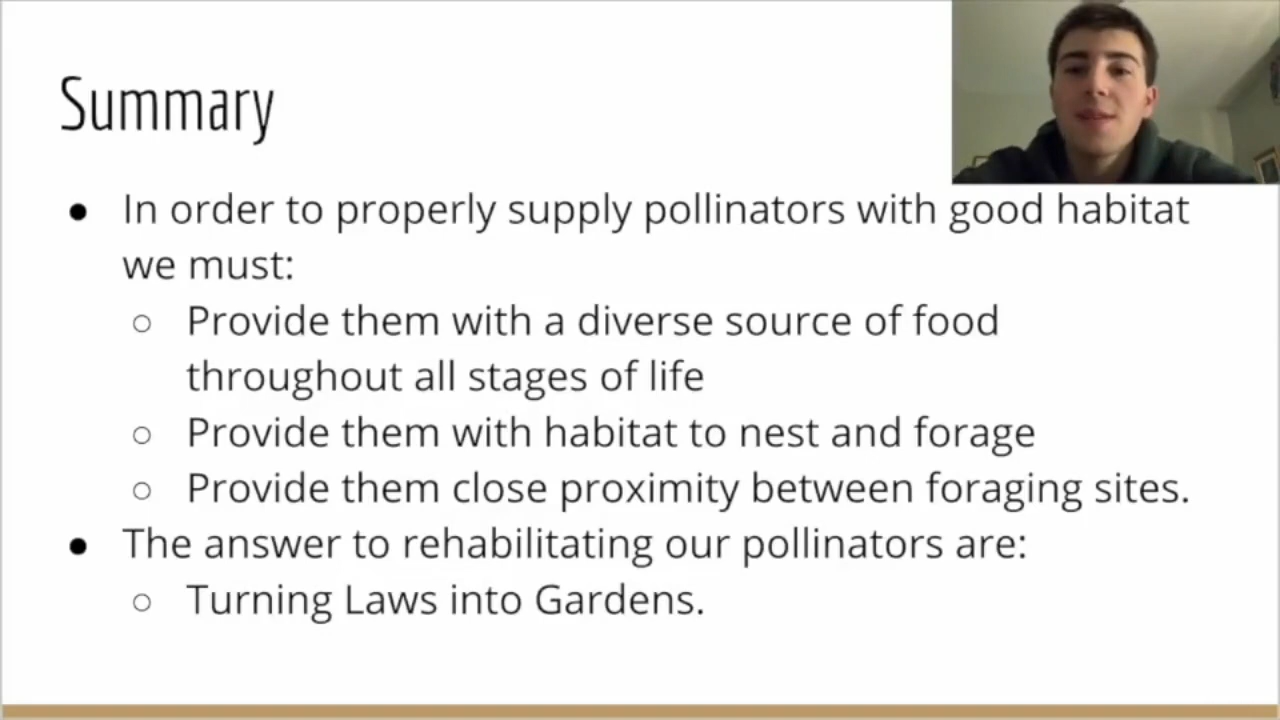 Summary
● In order to properly supply pollinators with good habitat
we must:
○ Provide them with a diverse source of food
throughout all stages of life
○ Provide them with habitat to nest and forage
○ Provide them close proximity between foraging sites.
● The answer to rehabilitating our pollinators are:
○ Turning Laws into Gardens.